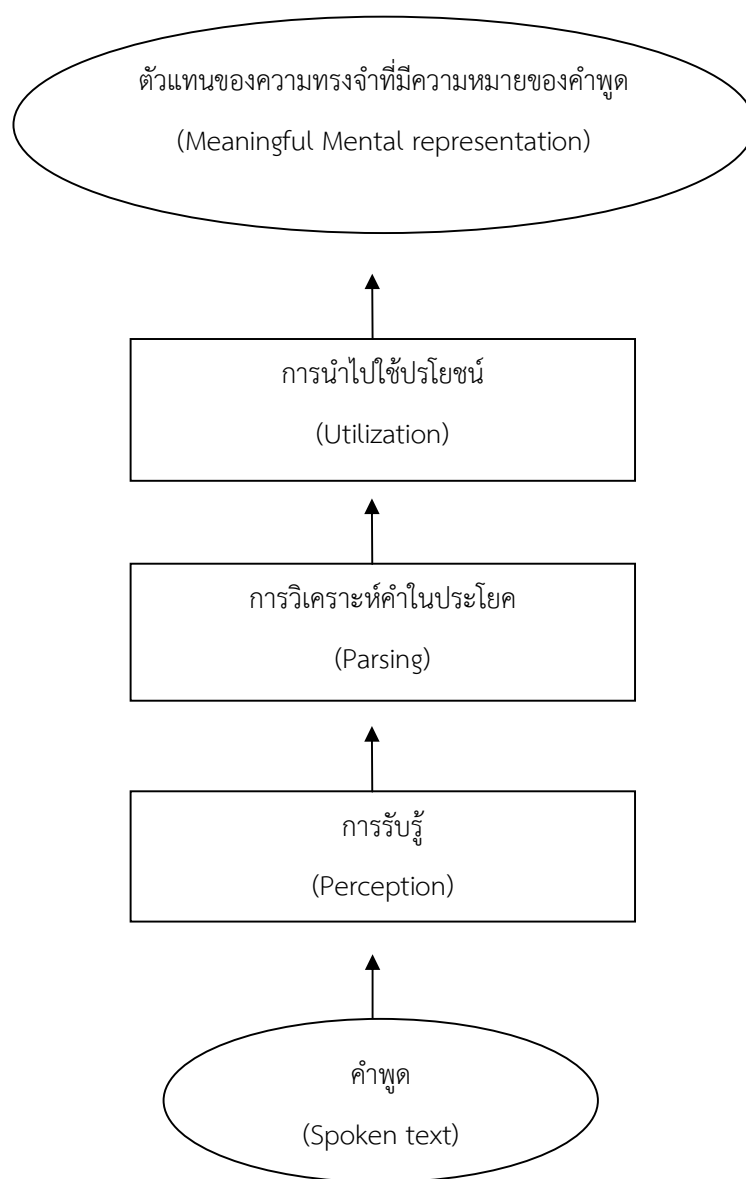 ตัวแทนของความทรงจำที่มีความหมายของคำพูด
(Meaningful Mental representation)
การนำไปใช้ปรโยชน์
(Utilization)
การวิเคราะห์คำในประโยค
(Parsing)
การรับรู้
(Perception)
คำพูด
(Spoken text)